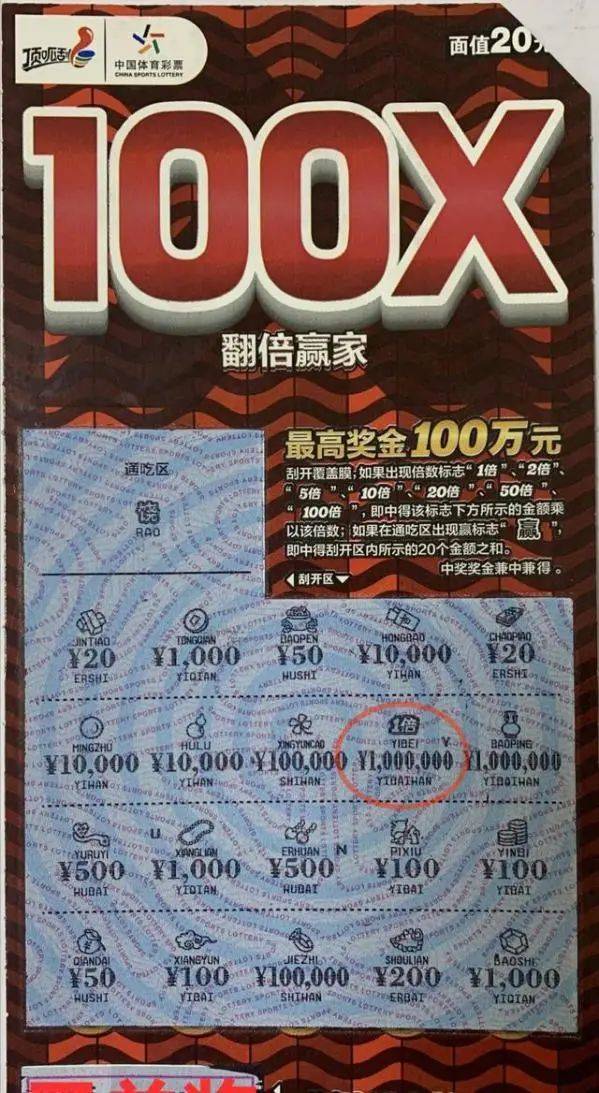 顶呱刮
中国体育彩票
CHINA SPORTS LOTTERY
面值20元
100X
翻倍赢家
最高奖金100万元
刮开覆盖膜，如果出现倍数标志“1倍”、“2倍”、
“5倍”、“10倍”、“20倍”、“50倍”、
“100倍”，即中得该标志下方所示的金额乘
以该倍数；如果在通吃区出现赢标志“赢”，
即中得刮开区内所示的20个金额之和。
中奖奖金兼中兼得。
刮开区
通吃区
饶
RAO
JINTIAO TONGQIAN DAOPEN HONGBAO CHAOPIAO
¥20 ¥1,000 ¥50 ¥10,000 ¥20
ERSHI YIQIAN WUSHI YIWAN ERSHI
MINGZHU HULU XINGYUNCAO 1倍 YIBEI Y BAOPING
¥10,000 ¥10,000 ¥100,000 ¥1,000,000 ¥1,000,000
YIWAN YIWAN SHIWAN YIBAIWAN YIBAIWAN
YURUYI U XIANGLIAN ERHUAN N PIXIU YINBI
¥500 ¥1,000 ¥500 ¥100 ¥100
WUBAI YIQIAN WUBAI YIBAI YIBAI
QIANDAI XIANGYUN JIEZHI SHOULIAN BAOSHI
¥50 ¥100 ¥100,000 ¥200 ¥1,000
WUSHI YIBAI SHIWAN ERBAI YIQIAN